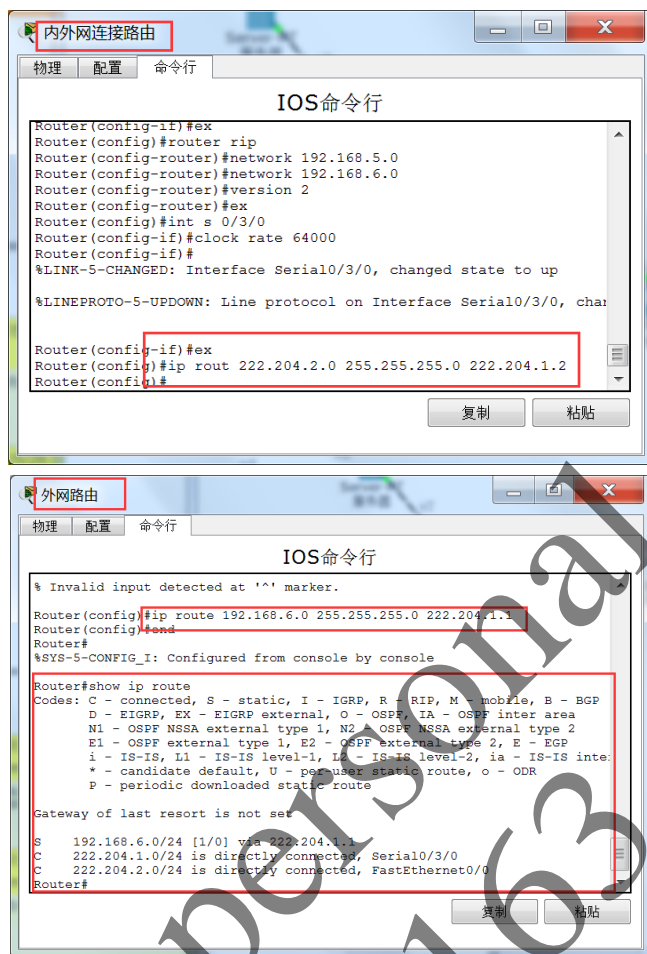 内外网连接路由
物理 配置 命令行
IOS命令行
Router(config-if)#ex
Router(config)#router rip
Router(config-router)#network 192.168.5.0
Router(config-router)#network 192.168.6.0
Router(config-router)#version 2
Router(config-router)#ex
Router(config)#int s 0/3/0
Router(config-if)#clock rate 64000
Router(config-if)#
%LINK-5-CHANGED: Interface Serial0/3/0, changed state to up
%LINEPROTO-5-UPDOWN: Line protocol on Interface Serial0/3/0, chan
Router(config-if)#ex
Router(config)#ip rout 222.204.2.0 255.255.255.0 222.204.1.2
Router(config)#
复制 粘贴
外网路由
物理 配置 命令行
IOS命令行
% Invalid input detected at '^' marker.
Router(config)#ip route 192.168.6.0 255.255.255.0 222.204.1.1
Router(config)#end
Router#
%SYS-5-CONFIG_I: Configured from console by console
Router#show ip route
Codes: C - connected, S - static, I - IGRP, R - RIP, M - mobile, B - BGP
D - EIGRP, EX - EIGRP external, O - OSPF, IA - OSPF inter area
N1 - OSPF NSSA external type 1, N2 - OSPF NSSA external type 2
E1 - OSPF external type 1, E2 - OSPF external type 2, E - EGP
i - IS-IS, L1 - IS-IS level-1, L2 - IS-IS level-2, ia - IS-IS inte
* - candidate default, U - per-user static route, o - ODR
P - periodic downloaded static route
Gateway of last resort is not set
S 192.168.6.0/24 [1/0] via 222.204.1.1
C 222.204.1.0/24 is directly connected, Serial0/3/0
C 222.204.2.0/24 is directly connected, FastEthernet0/0
Router#
复制 粘贴
personal
163